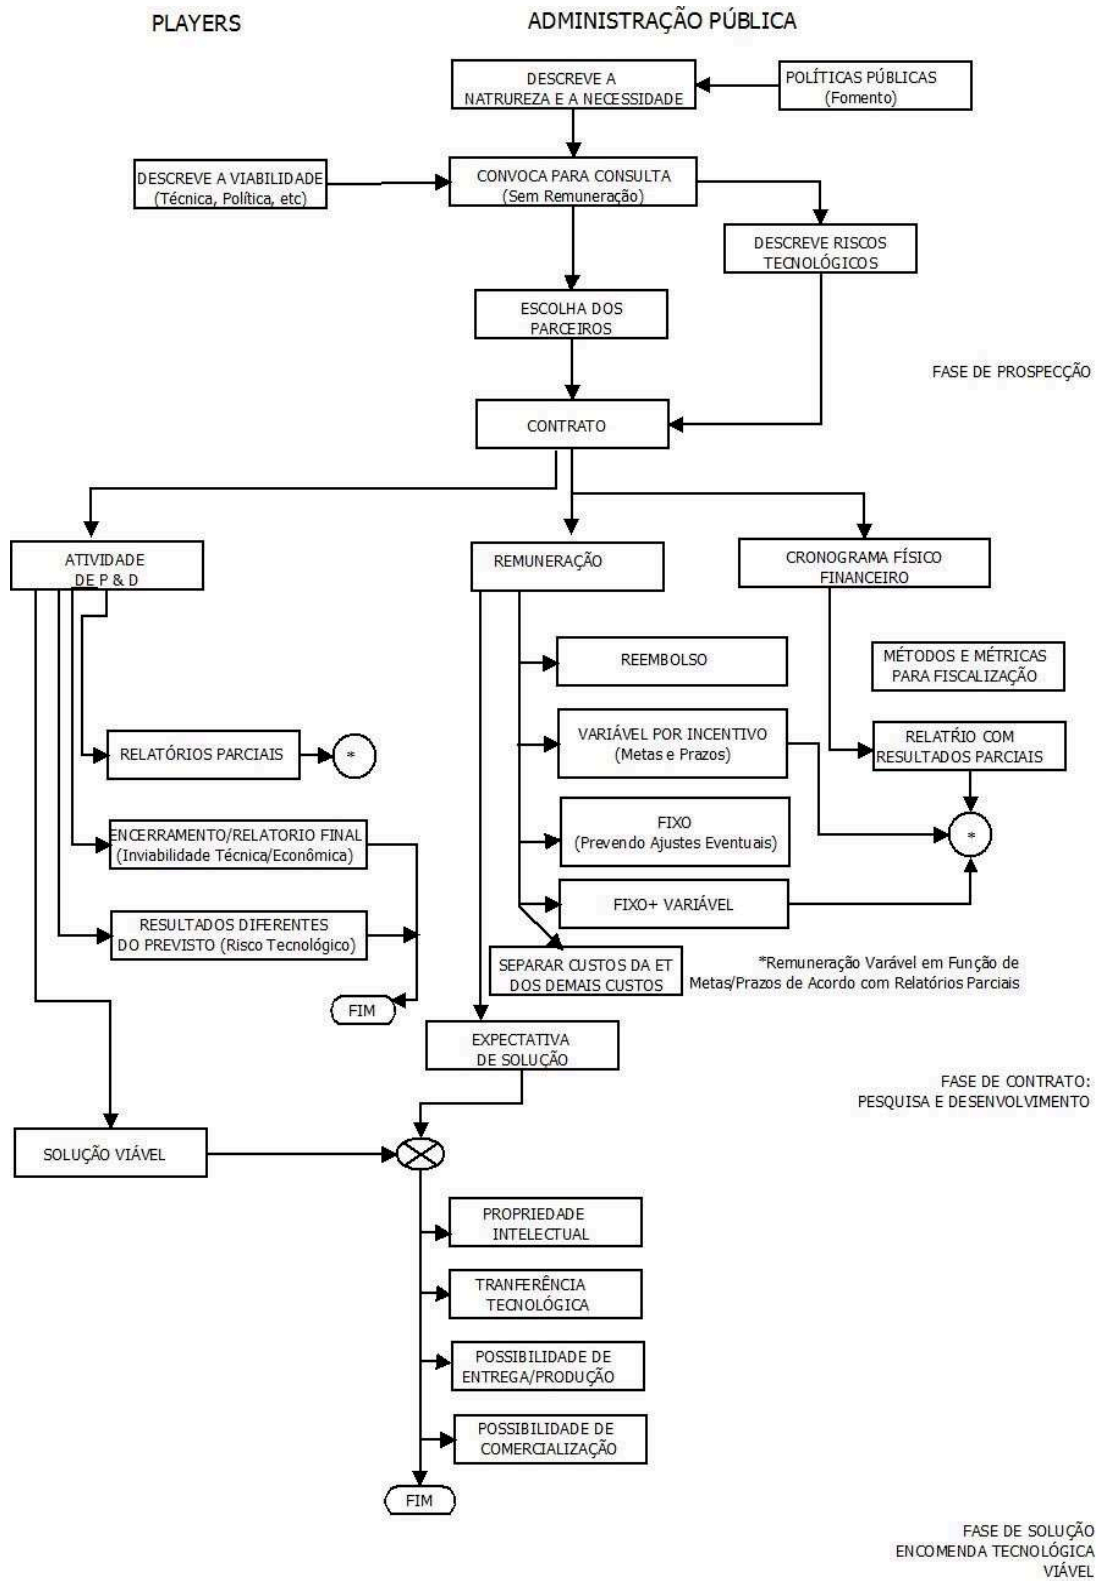 PLAYERS
ADMINISTRAÇÃO PÚBLICA
DESCREVE A
NATRUREZA E A NECESSIDADE
POLÍTICAS PÚBLICAS
(Fomento)
DESCREVE A VIABILIDADE
(Técnica, Política, etc)
CONVOCA PARA CONSULTA
(Sem Remuneração)
DESCREVE RISCOS
TECNOLÓGICOS
ESCOLHA DOS
PARCEIROS
FASE DE PROSPECÇÃO
CONTRATO
ATIVIDADE
DE P & D
REMUNERAÇÃO
CRONOGRAMA FÍSICO
FINANCEIRO
REEMBOLSO
MÉTODOS E MÉTRICAS
PARA FISCALIZAÇÃO
RELATÓRIOS PARCIAIS
*
VARIÁVEL POR INCENTIVO
(Metas e Prazos)
RELATŔIO COM
RESULTADOS PARCIAIS
ENCERRAMENTO/RELATORIO FINAL
(Inviabilidade Técnica/Econômica)
FIXO
(Prevendo Ajustes Eventuais)
*
RESULTADOS DIFERENTES
DO PREVISTO (Risco Tecnológico)
FIXO+ VARIÁVEL
SEPARAR CUSTOS DA ET
DOS DEMAIS CUSTOS
*Remuneração Varável em Função de
Metas/Prazos de Acordo com Relatórios Parciais
FIM
EXPECTATIVA
DE SOLUÇÃO
FASE DE CONTRATO:
PESQUISA E DESENVOLVIMENTO
SOLUÇÃO VIÁVEL
PROPRIEDADE
INTELECTUAL
TRANFERÊNCIA
TECNOLÓGICA
POSSIBILIDADE DE
ENTREGA/PRODUÇÃO
POSSIBILIDADE DE
COMERCIALIZAÇÃO
FIM
FASE DE SOLUÇÃO
ENCOMENDA TECNOLÓGICA
VIÁVEL